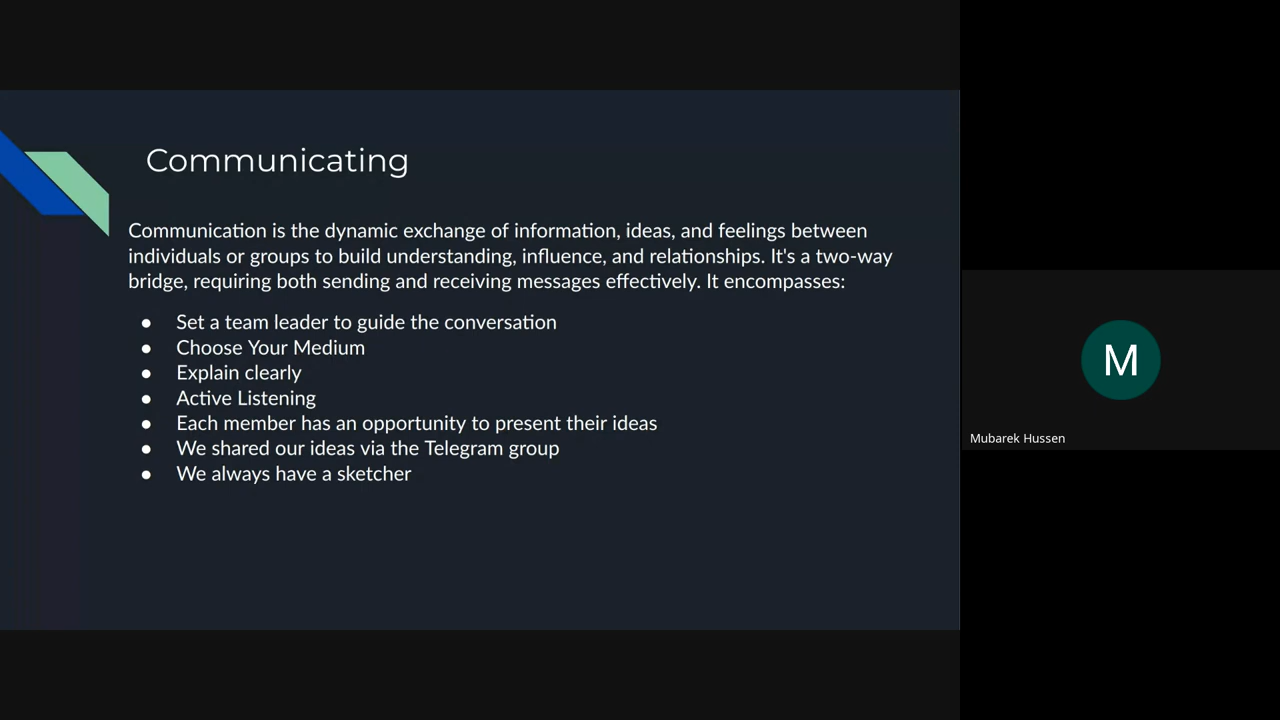 Communicating
Communication is the dynamic exchange of information, ideas, and feelings between
individuals or groups to build understanding, influence, and relationships. It's a two-way
bridge, requiring both sending and receiving messages effectively. It encompasses:
● Set a team leader to guide the conversation
● Choose Your Medium
● Explain clearly
● Active Listening
● Each member has an opportunity to present their ideas
● We shared our ideas via the Telegram group
● We always have a sketcher
M
Mubarek Hussen